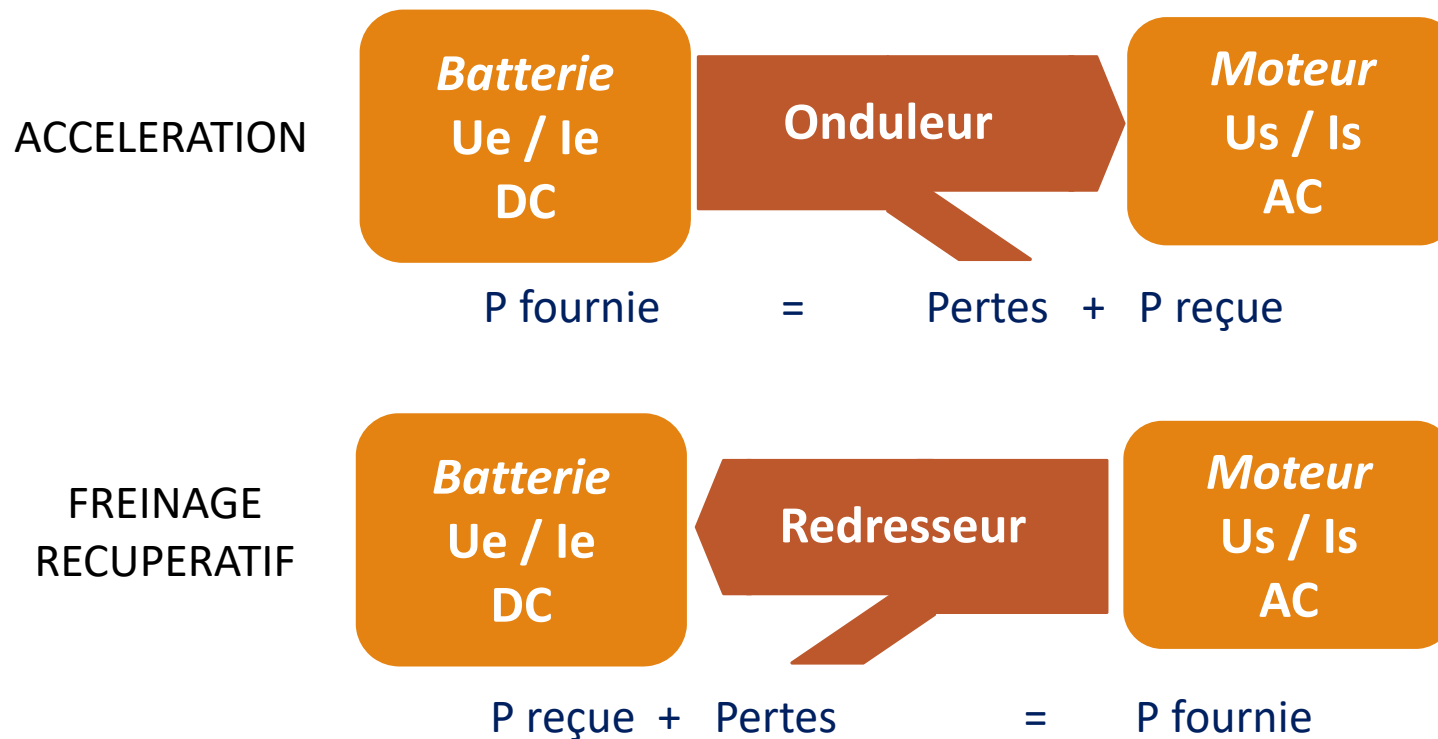 ACCELERATION
Batterie
Ue / Ie
DC
Onduleur
Moteur
Us / Is
AC
P fournie = Pertes + P reçue
FREINAGE
RECUPERATIF
Batterie
Ue / Ie
DC
Redresseur
Moteur
Us / Is
AC
P reçue + Pertes = P fournie